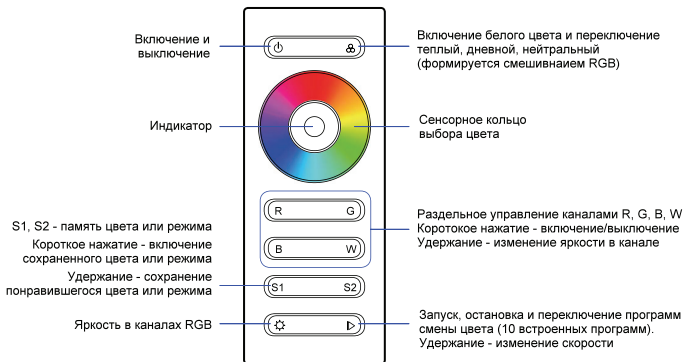 Включение и
выключение
Включение белого цвета и переключение
теплый, дневной, нейтральный
(формируется смешиванием RGB)
Индикатор
Сенсорное кольцо
выбора цвета
R G
B W
S1 S2
Раздельное управление каналами R, G, B, W
Коротокое нажатие - включение/выключение
Удержание - изменение яркости в канале
S1, S2 - память цвета или режима
Короткое нажатие - включение
сохраненного цвета или режима
Удержание - сохранение
понравившегося цвета или режима
Яркость в каналах RGB
Запуск, остановка и переключение программ
смены цвета (10 встроенных программ).
Удержание - изменение скорости